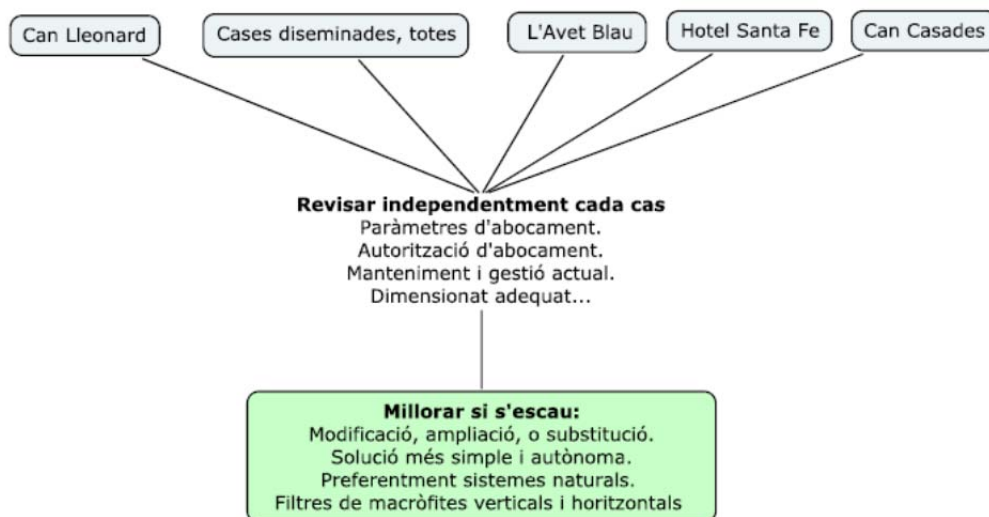 Can Lleonard
Cases diseminades, totes
L'Avet Blau
Hotel Santa Fe
Can Casades
Revisar independentment cada cas
Paràmetres d'abocament.
Autorització d'abocament.
Manteniment i gestió actual.
Dimensionat adequat...
Millorar si s'escau:
Modificació, ampliació, o substitució.
Solució més simple i autònoma.
Preferentment sistemes naturals.
Filtres de macròfites verticals i horitzontals